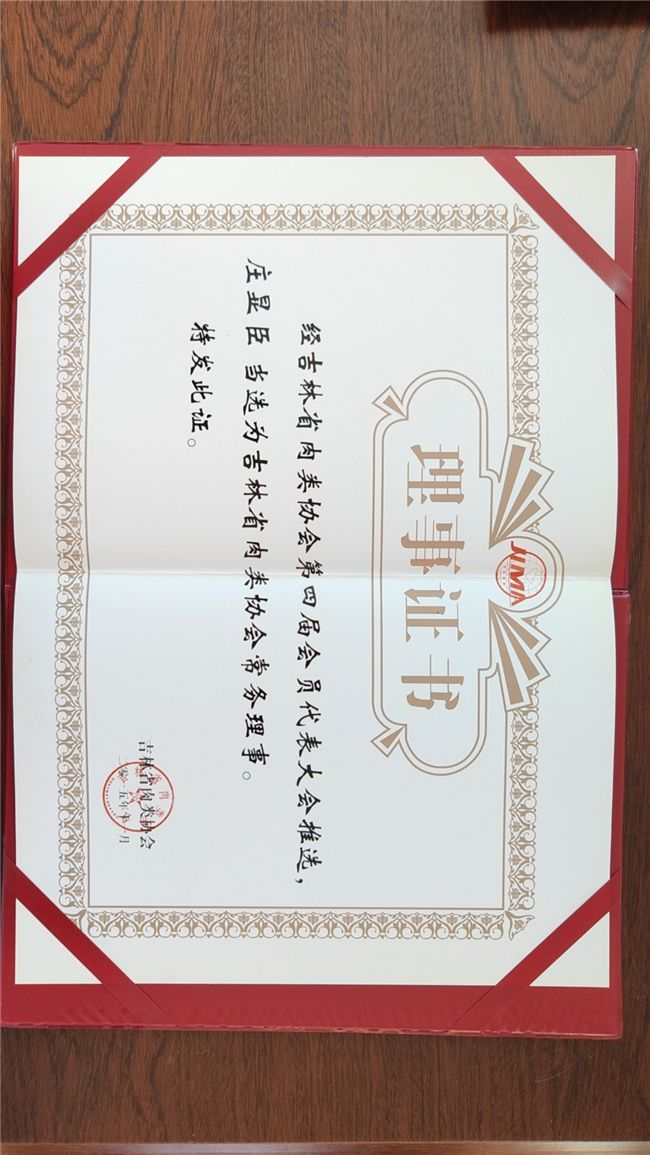 JIMA
理事证书
经吉林省肉类协会第四届会员代表大会推选，
庄显臣 当选为吉林省肉类协会常务理事。
特发此证。
吉林省肉类协会